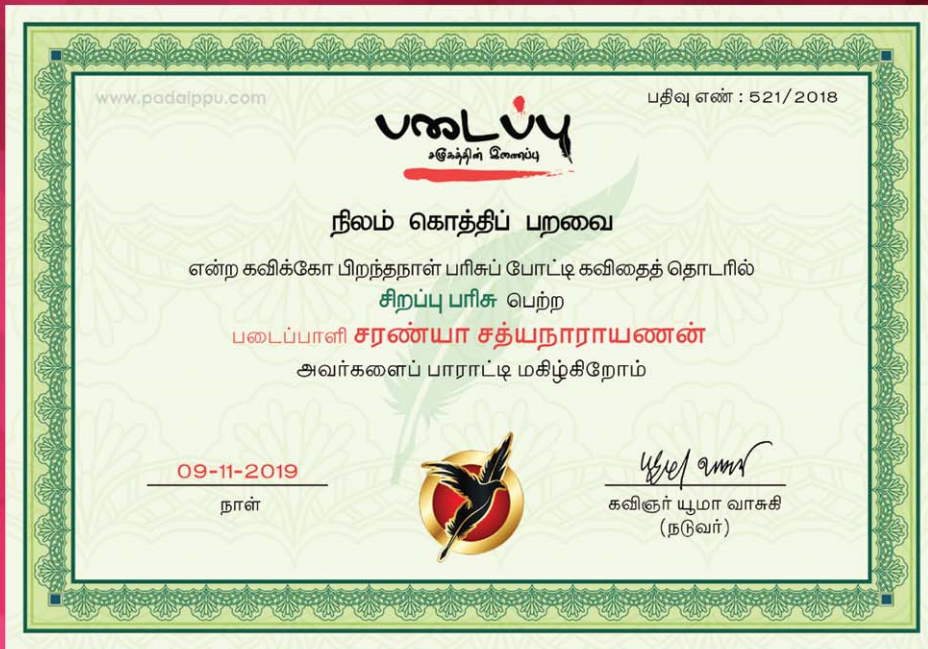 www.padaippu.com
பதிவு எண் : 521/2018
படைப்பு
சமூகத்தின் இணைப்பு
நிலம் கொத்திப் பறவை
என்ற கவிக்கோ பிறந்தநாள் பரிசுப் போட்டி கவிதைத் தொடரில்
சிறப்பு பரிசு பெற்ற
படைப்பாளி சரண்யா சத்யநாராயணன்
அவர்களைப் பாராட்டி மகிழ்கிறோம்
09-11-2019
நாள்
கவிஞர் யூமா வாசுகி
(நடுவர்)